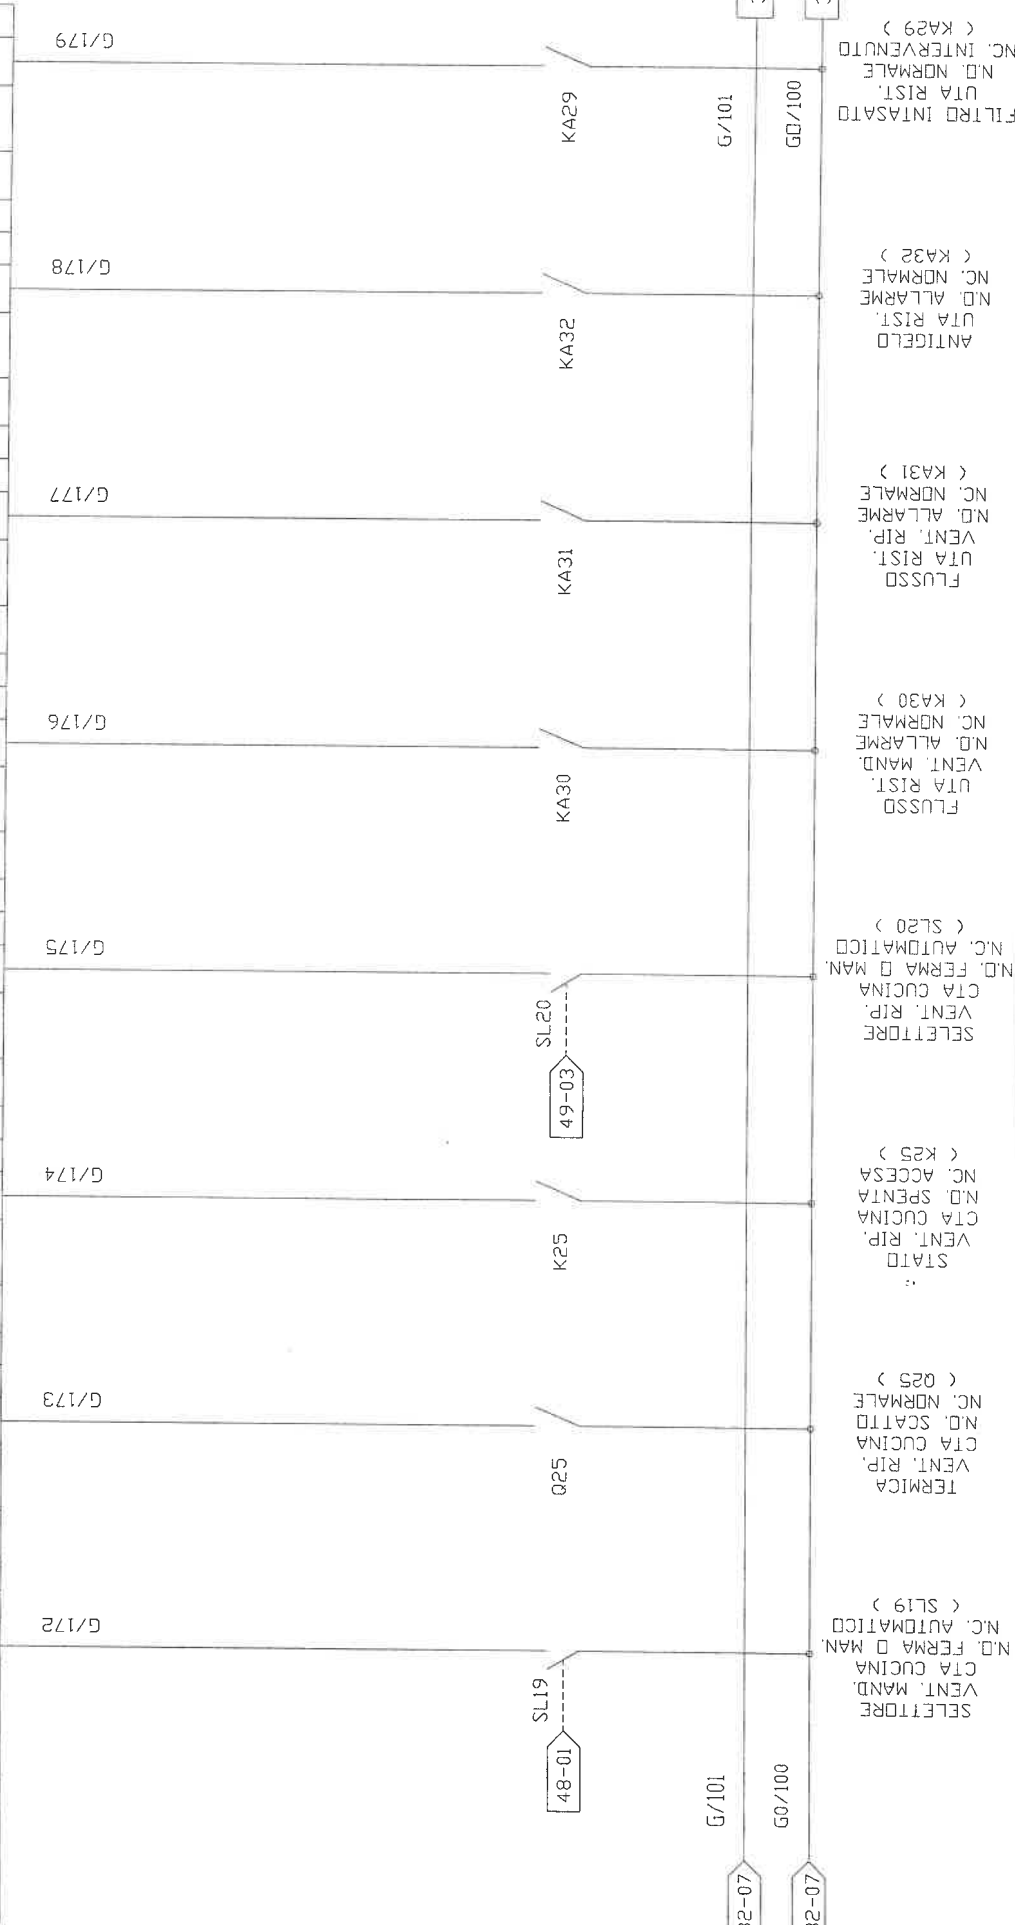 G/179
KA29
G/101
GO/100
FILTRO INTASATO
UTA RIST.
N.O. NORMALE
NC. INTERVENUTO
( KA29 )
G/178
KA32
ANTIGELO
UTA RIST.
N.O. ALLARME
NC. NORMALE
( KA32 )
G/177
KA31
FLUSSO
UTA RIST.
VENT. RIP.
N.O. ALLARME
NC. NORMALE
( KA31 )
G/176
KA30
FLUSSO
UTA RIST.
VENT. MAND.
N.O. ALLARME
NC. NORMALE
( KA30 )
G/175
SL20
49-03
SELETTORE
VENT. RIP.
CTA CUCINA
N.O. FERMA O MAN.
N.C. AUTOMATICO
( SL20 )
G/174
K25
STATO
VENT. RIP.
CTA CUCINA
N.O. SPENTA
NC. ACCESA
( K25 )
G/173
Q25
TERMICA
VENT. RIP.
CTA CUCINA
N.O. SCATTO
NC. NORMALE
( Q25 )
G/172
SL19
48-01
SELETTORE
VENT. MAND.
CTA CUCINA
N.O. FERMA O MAN.
N.C. AUTOMATICO
( SL19 )
G/101
GO/100
2-07
2-07